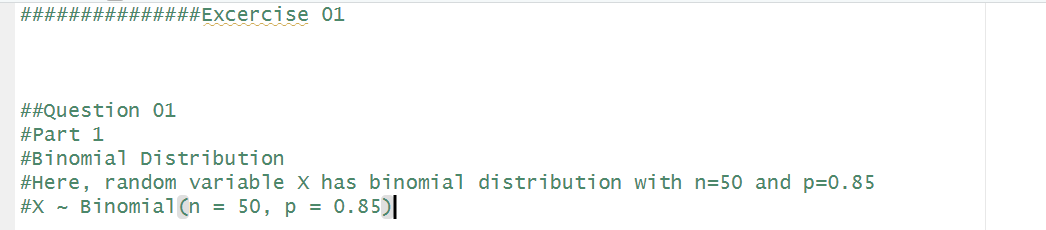 ###############Excercise 01
##Question 01
#Part 1
#Binomial Distribution
#Here, random variable X has binomial distribution with n=50 and p=0.85
#X ~ Binomial(n = 50, p = 0.85)